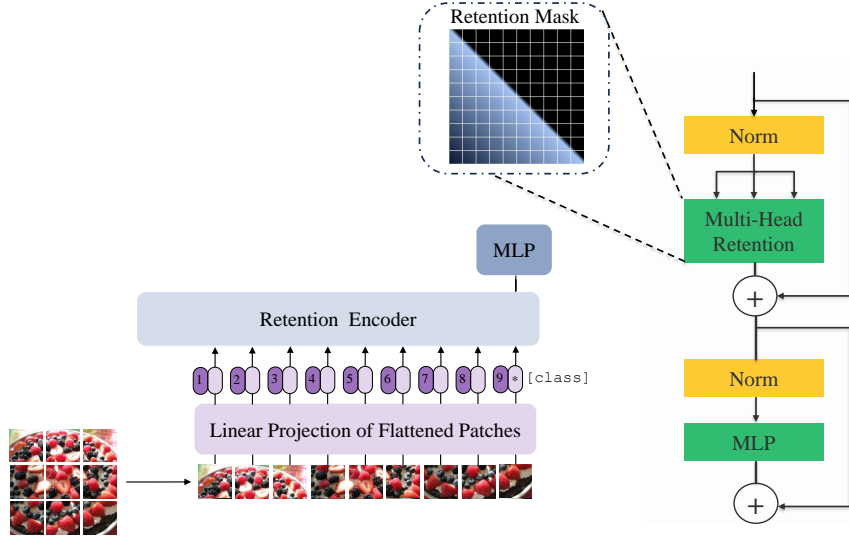 Retention Mask
Norm
Multi-Head
Retention
+
Norm
MLP
+
MLP
Retention Encoder
1 2 3 4 5 6 7 8 9 * [class]
Linear Projection of Flattened Patches